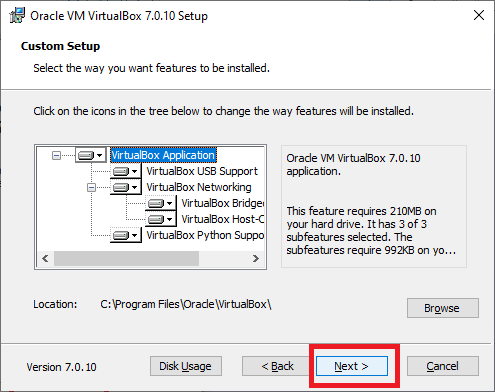 Oracle VM VirtualBox 7.0.10 Setup
Custom Setup
Select the way you want features to be installed.
Click on the icons in the tree below to change the way features will be installed.
VirtualBox Application
VirtualBox USB Support
VirtualBox Networking
VirtualBox Bridged
VirtualBox Host-O
VirtualBox Python Suppo
Oracle VM VirtualBox 7.0.10
application.
This feature requires 210MB on
your hard drive. It has 3 of 3
subfeatures selected. The
subfeatures require 992KB on yo...
Location: C:\Program Files\Oracle\VirtualBox\
Browse
Version 7.0.10
Disk Usage
< Back
Next >
Cancel